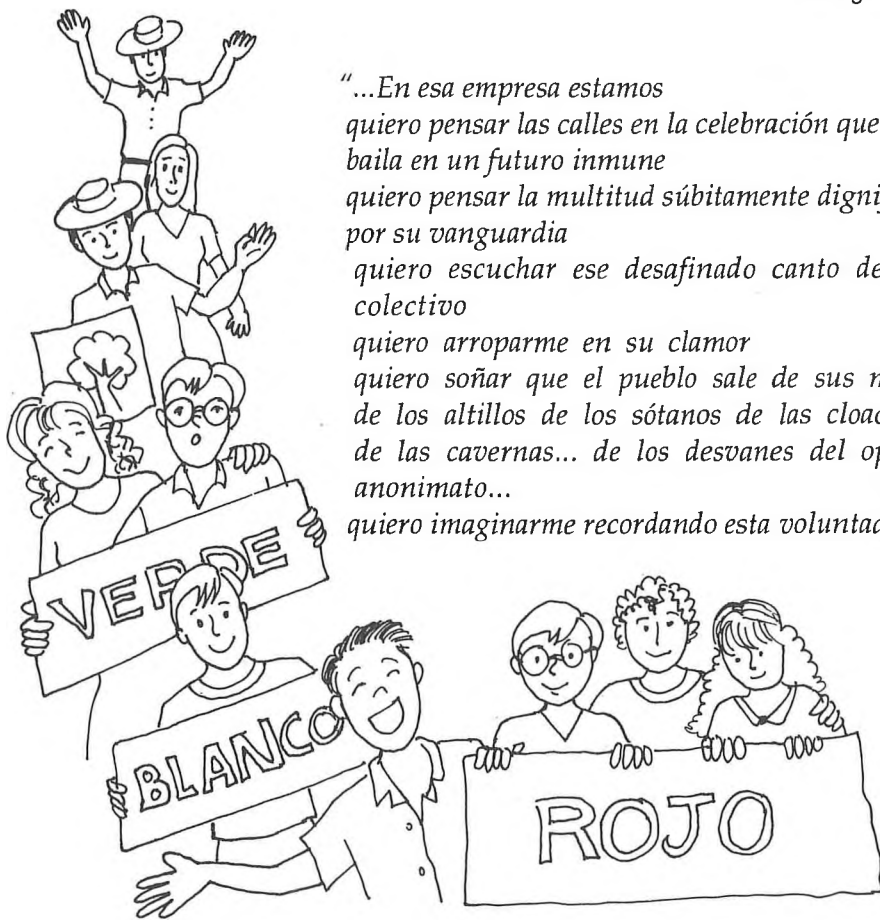 "...En esa empresa estamos
quiero pensar las calles en la celebración que
baila en un futuro inmune
quiero pensar la multitud súbitamente
por su vanguardia
quiero escuchar ese desafinado canto
colectivo
quiero arroparme en su clamor
quiero soñar que el pueblo sale de sus
de los altillos de los sótanos de las
de las cavernas... de los desvanes del
anonimato...
quiero imaginarme recordando esta voluntad
VERDE
BLANCO
ROJO